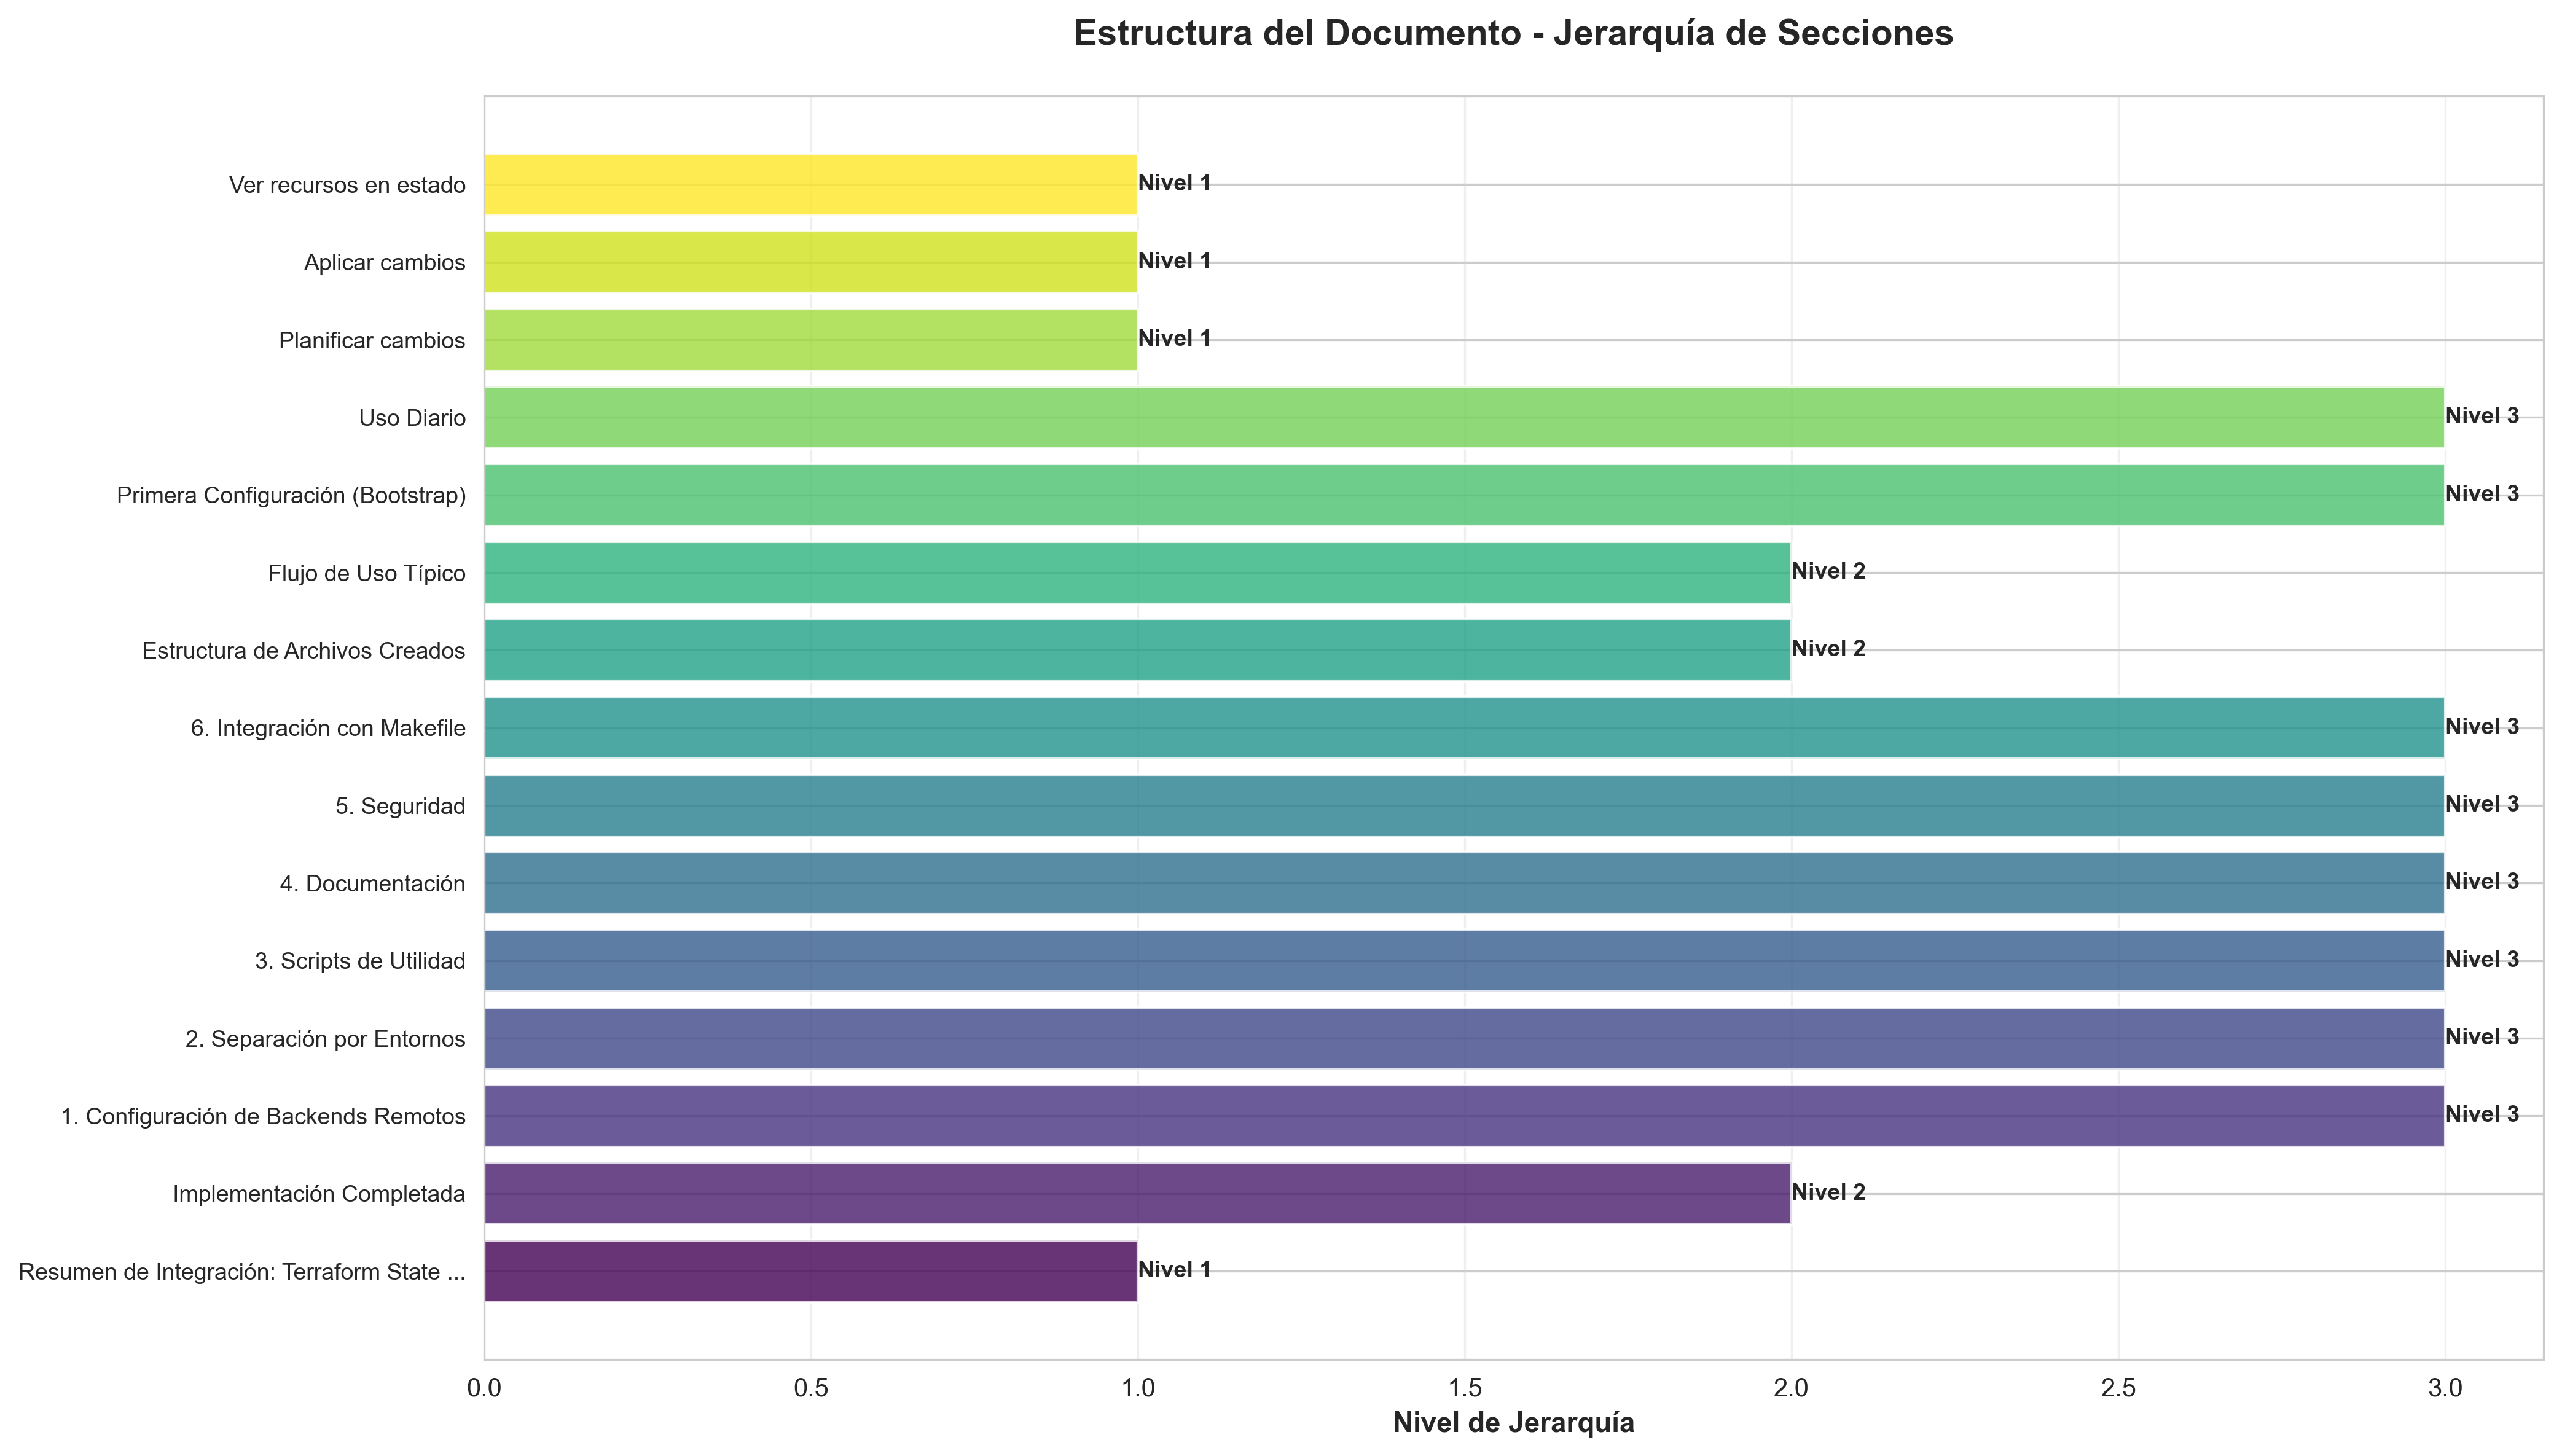 Estructura del Documento - Jerarquía de Secciones
Ver recursos en estado
Nivel 1
Aplicar cambios
Nivel 1
Planificar cambios
Nivel 1
Uso Diario
Nivel 3
Primera Configuración (Bootstrap)
Nivel 3
Flujo de Uso Típico
Nivel 2
Estructura de Archivos Creados
Nivel 2
6. Integración con Makefile
Nivel 3
5. Seguridad
Nivel 3
4. Documentación
Nivel 3
3. Scripts de Utilidad
Nivel 3
2. Separación por Entornos
Nivel 3
1. Configuración de Backends Remotos
Nivel 3
Implementación Completada
Nivel 2
Resumen de Integración: Terraform State ...
Nivel 1
0.0 0.5 1.0 1.5 2.0 2.5 3.0
Nivel de Jerarquía